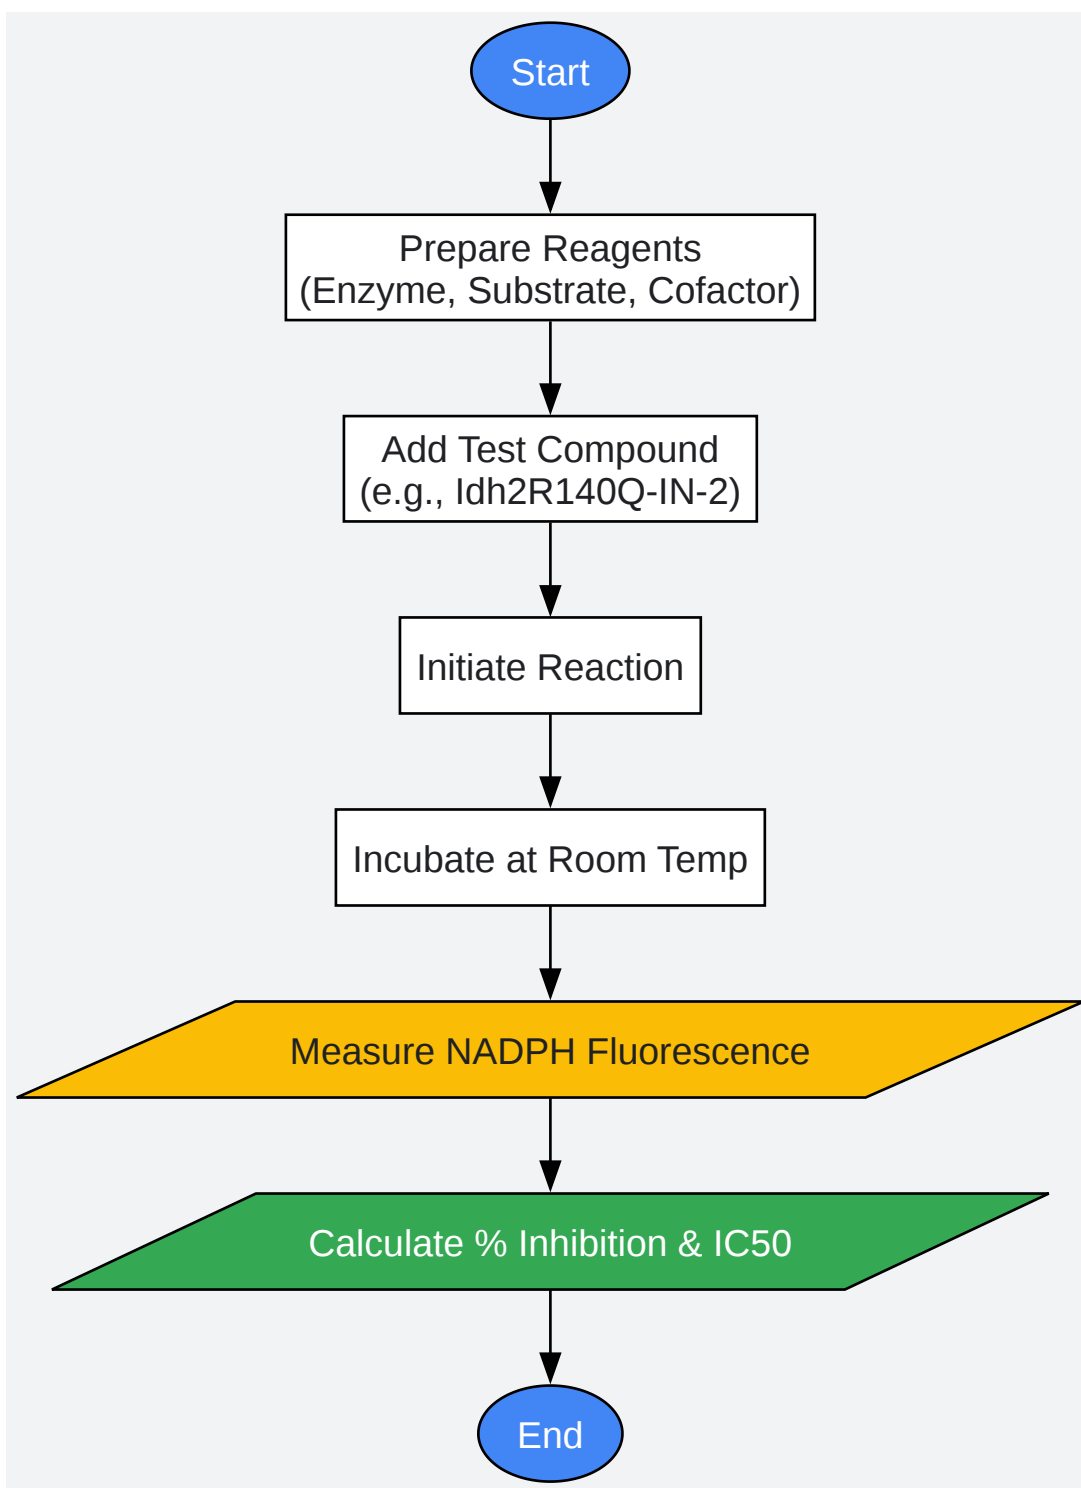 Start
Prepare Reagents
(Enzyme, Substrate, Cofactor)
Add Test Compound
(e.g., Idh2R140Q-IN-2)
Initiate Reaction
Incubate at Room Temp
Measure NADPH Fluorescence
Calculate % Inhibition & IC50
End